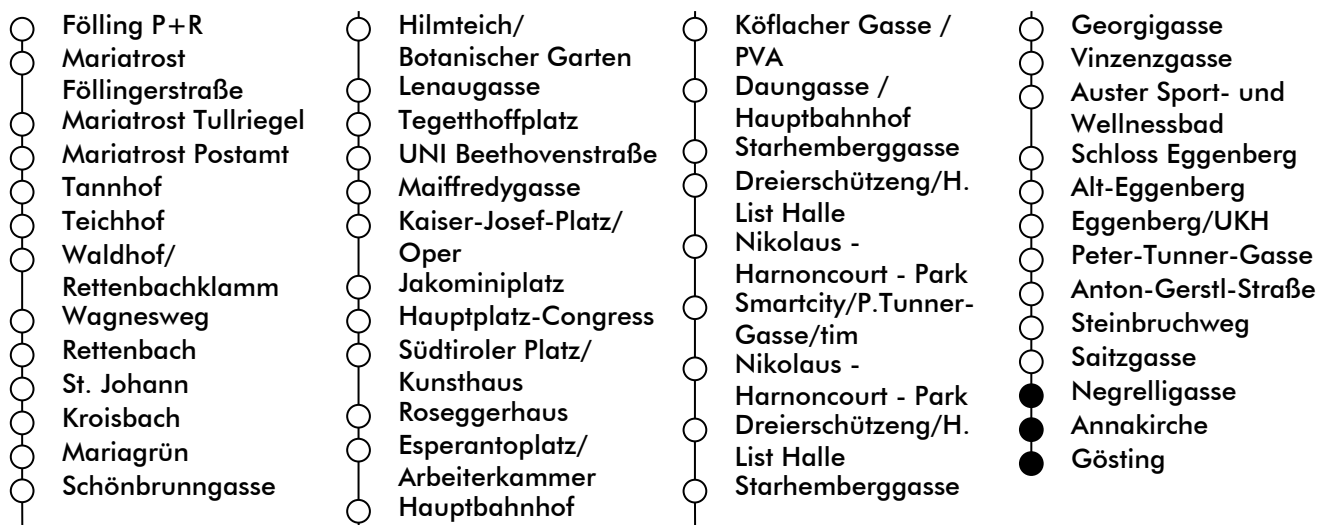 Fölling P+R
Mariatrost
Föllingerstraße
Mariatrost Tullriegel
Mariatrost Postamt
Tannhof
Teichhof
Waldhof/
Rettenbachklamm
Wagnesweg
Rettenbach
St. Johann
Kroisbach
Mariagrün
Schönbrunngasse
Hilmteich/
Botanischer Garten
Lenaugasse
Tegetthoffplatz
UNI Beethovenstraße
Maiffredygasse
Kaiser-Josef-Platz/
Oper
Jakominiplatz
Hauptplatz-Congress
Südtiroler Platz/
Kunsthaus
Roseggerhaus
Esperantoplatz/
Arbeiterkammer
Hauptbahnhof
Köflacher Gasse /
PVA
Daungasse /
Hauptbahnhof
Starhemberggasse
Dreierschützeng/H.
List Halle
Nikolaus -
Harnoncourt - Park
Smartcity/P.Tunner-
Gasse/tim
Nikolaus -
Harnoncourt - Park
Dreierschützeng/H.
List Halle
Starhemberggasse
Georgigasse
Vinzenzgasse
Auster Sport- und
Wellnessbad
Schloss Eggenberg
Alt-Eggenberg
Eggenberg/UKH
Peter-Tunner-Gasse
Anton-Gerstl-Straße
Steinbruchweg
Saitzgasse
Negrelligasse
Annakirche
Gösting